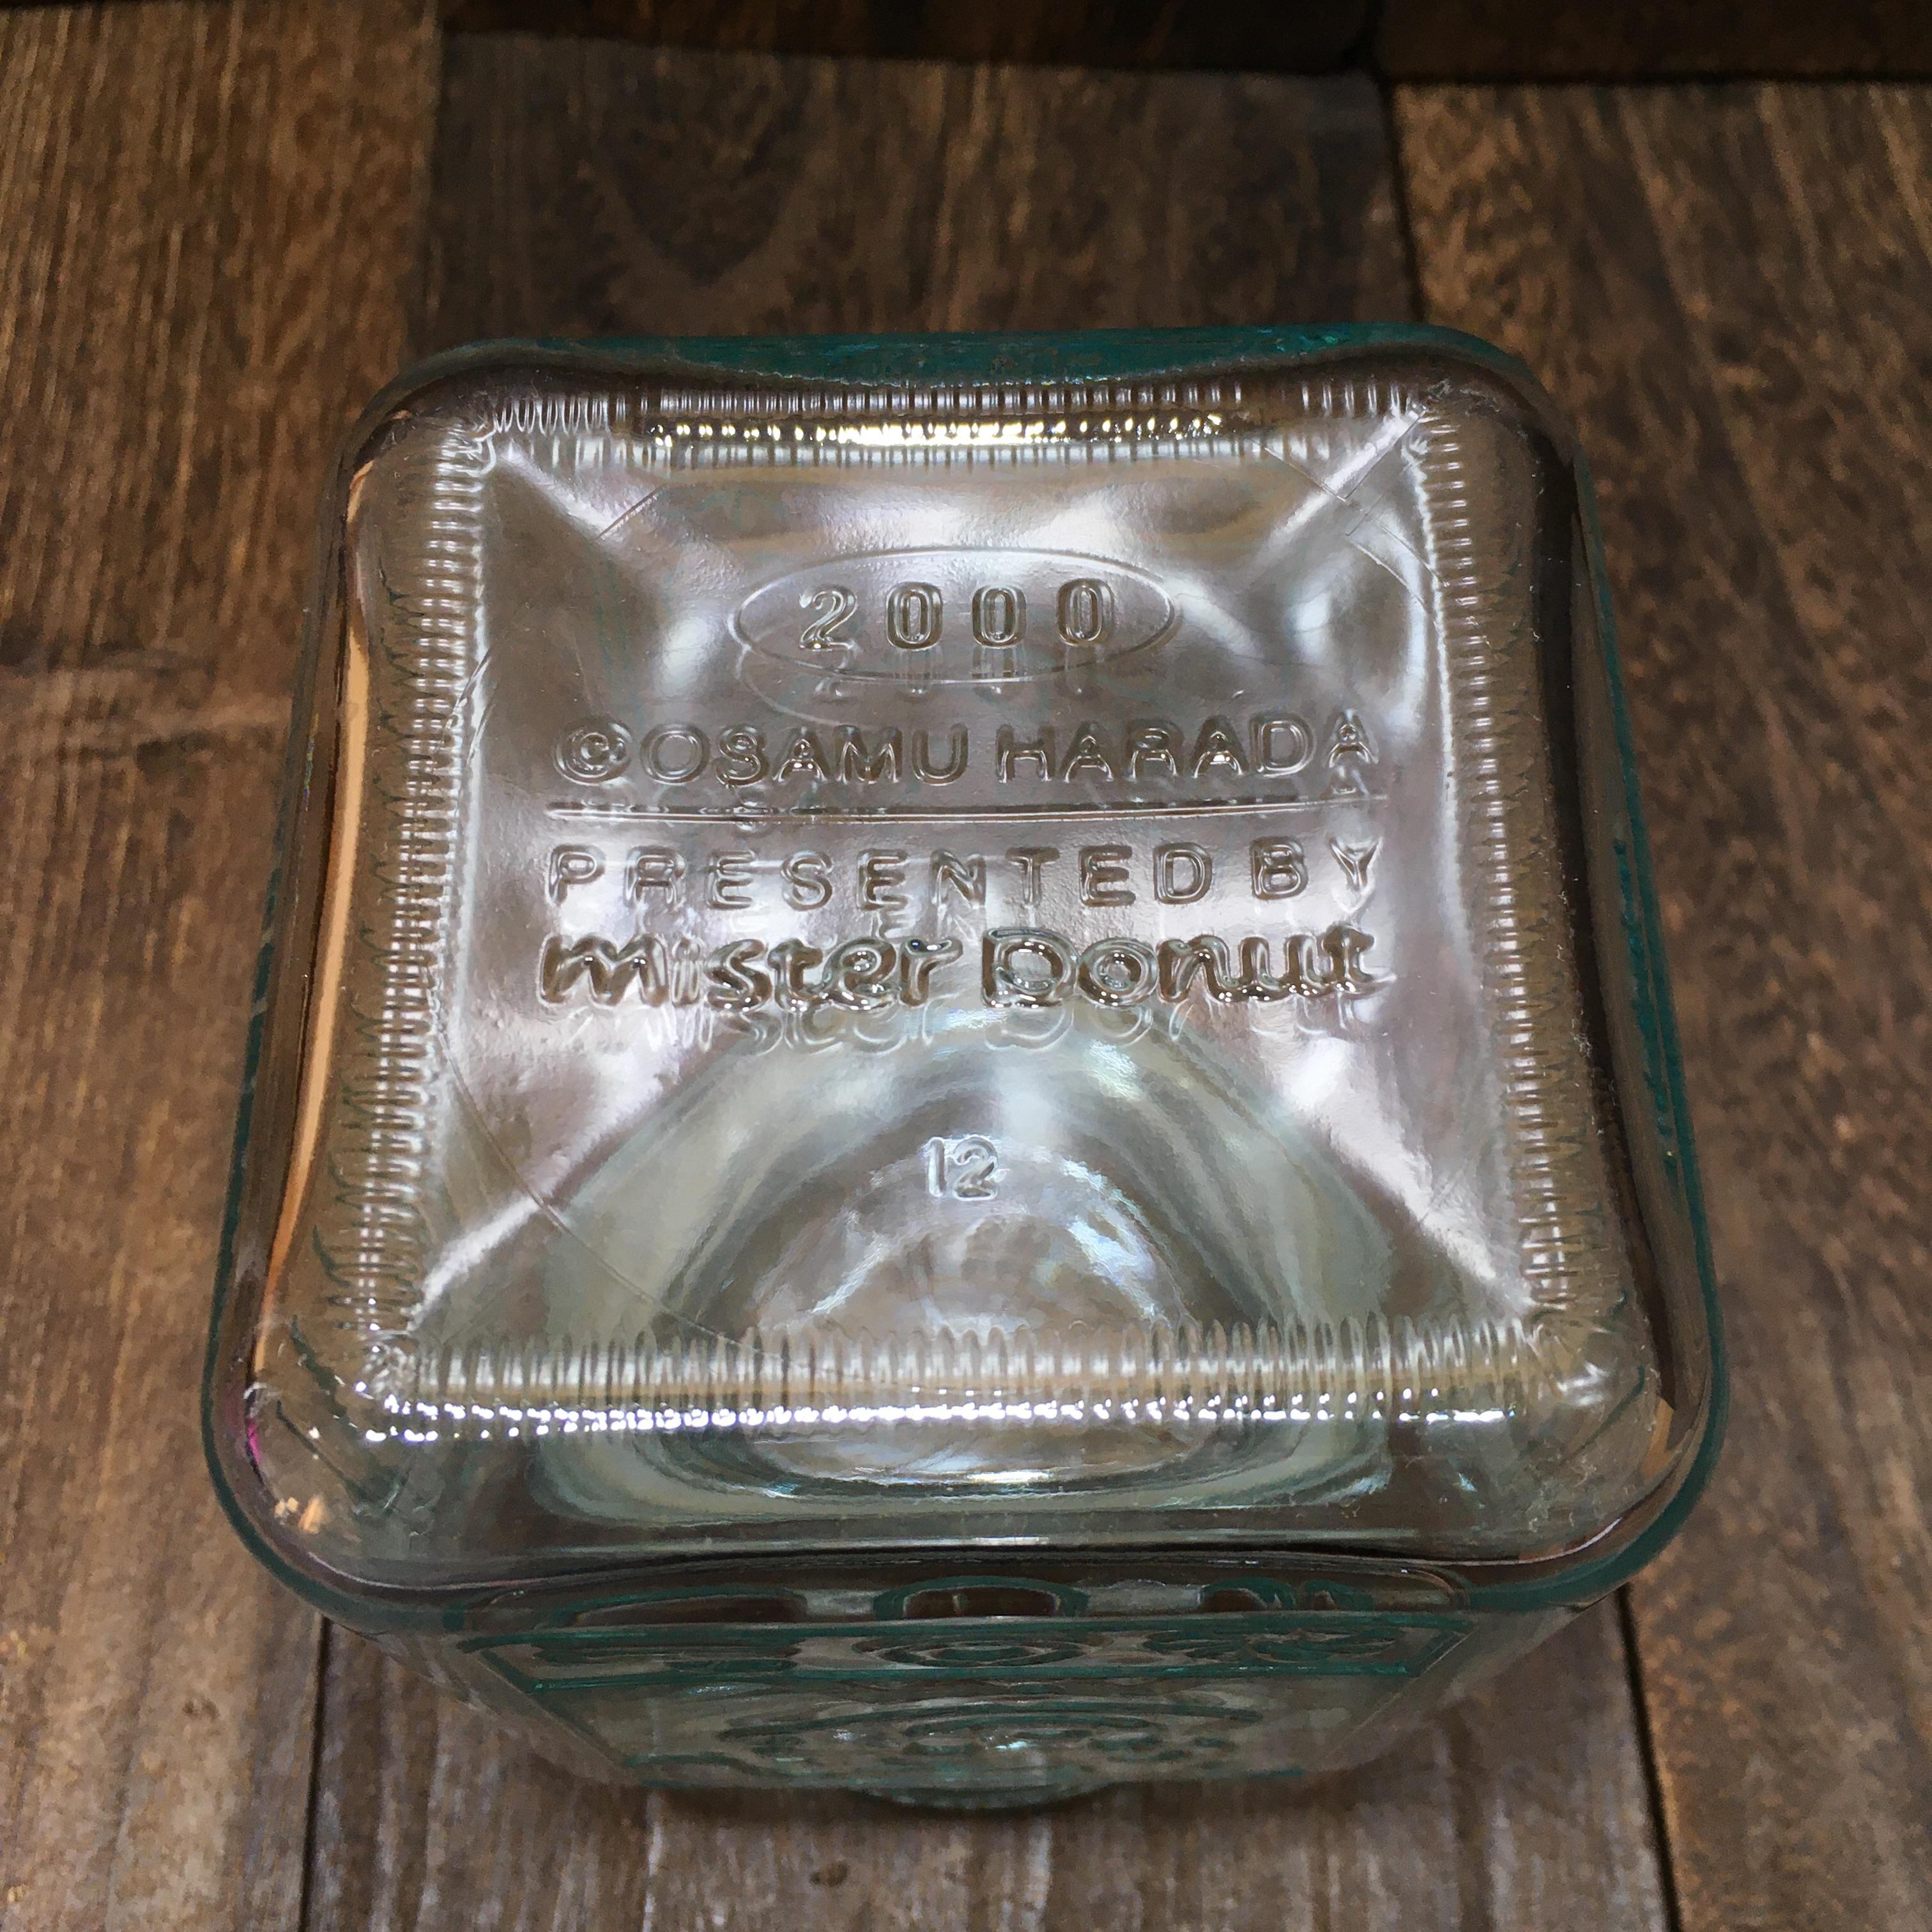 2000
©OSAMU HARADA
PRESENTED BY
mister Donut
12